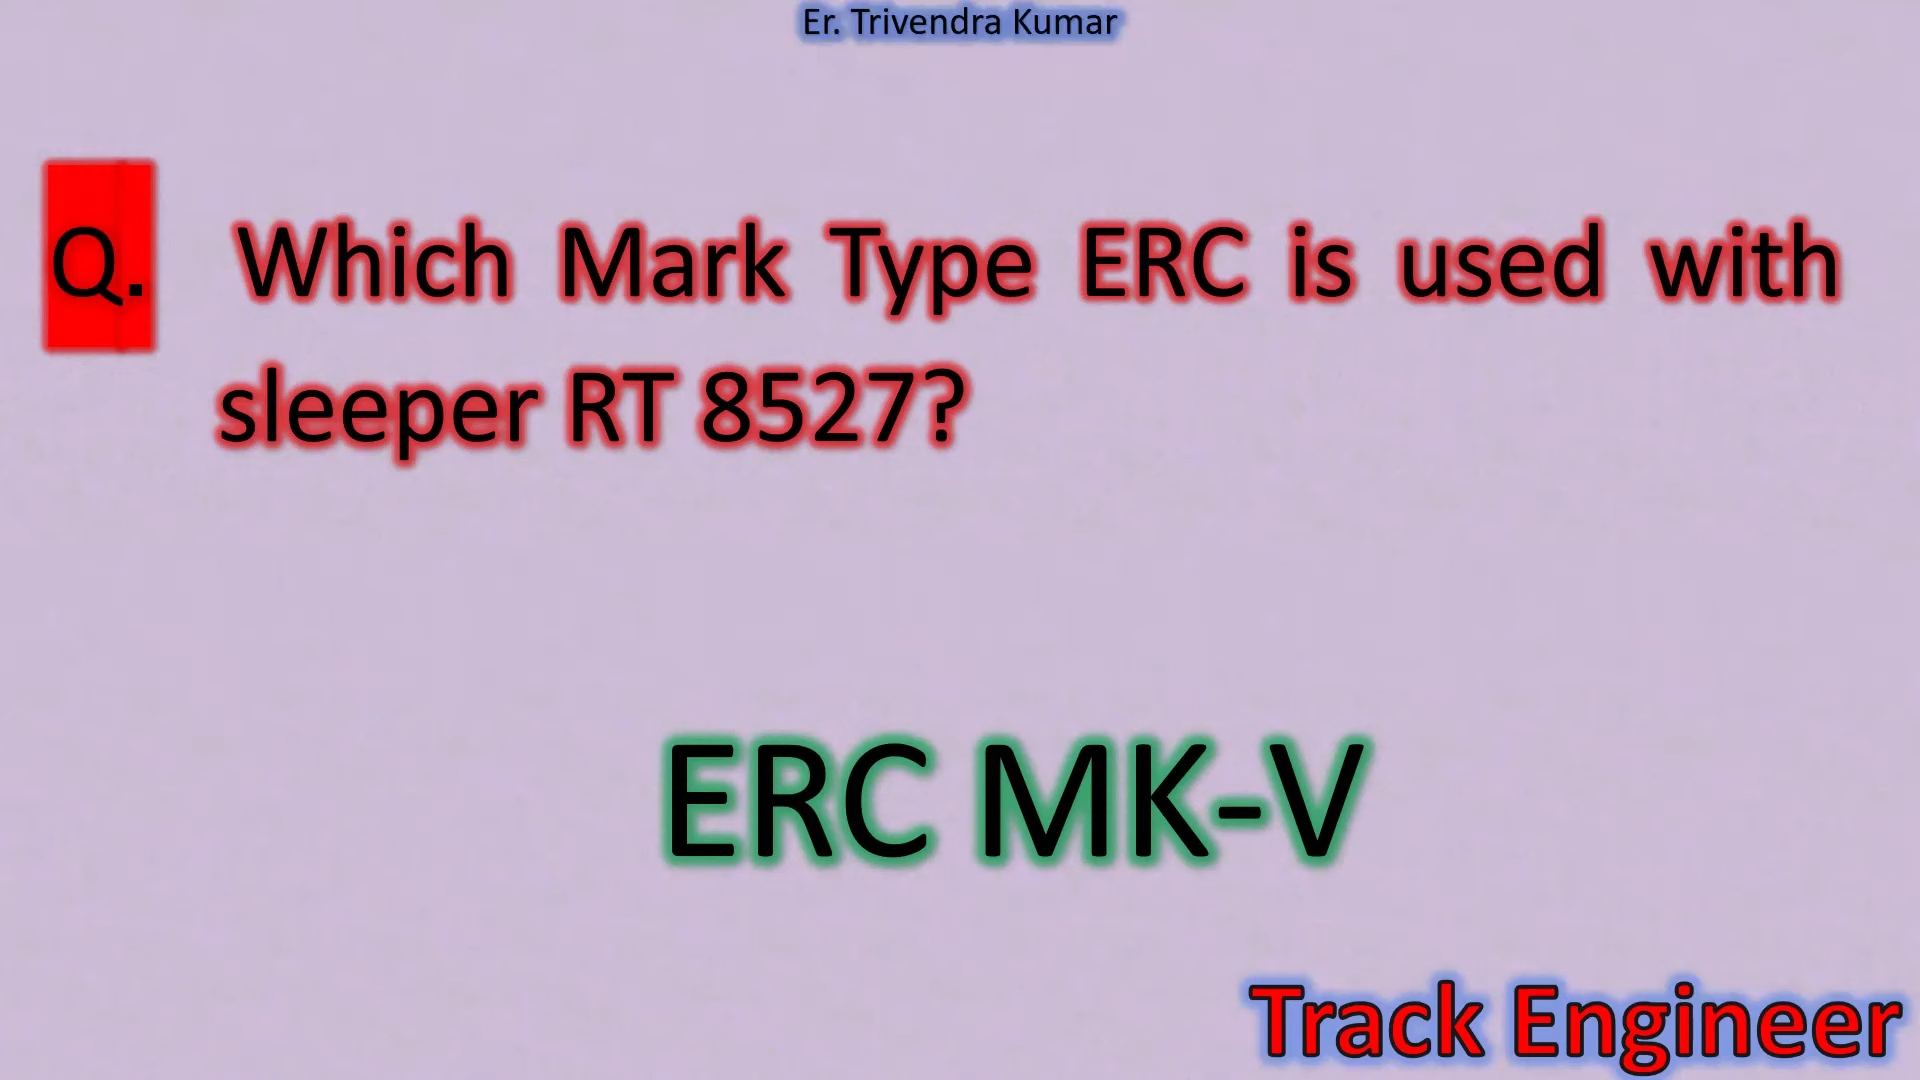 Er. Trivendra Kumar
Q. Which Mark Type ERC is used with
sleeper RT 8527?
ERC MK-V
Track Engineer